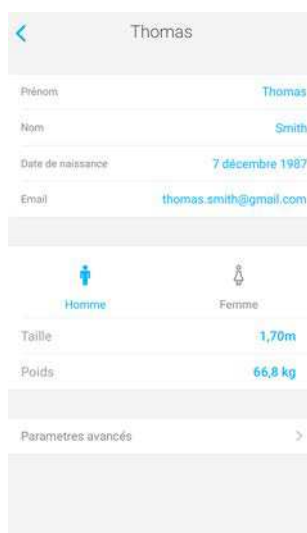 Thomas
Prénom Thomas
Nom Smith
Date de naissance 7 décembre 1987
Email thomas.smith@gmail.com
Homme Femme
Taille 1,70m
Poids 66,8 kg
Parametres avancés